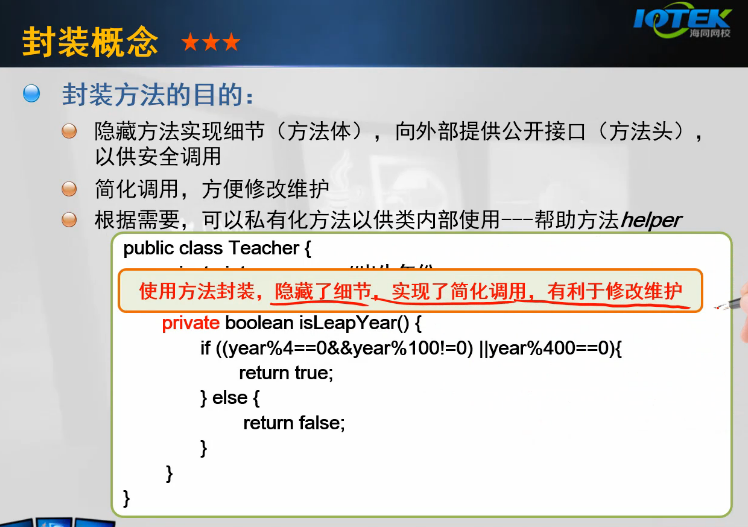 封装概念 ★★★
IOTEK
海同网校
封装方法的目的：
隐藏方法实现细节（方法体），向外部提供公开接口（方法头），
以供安全调用
简化调用，方便修改维护
根据需要，可以私有化方法以供类内部使用---帮助方法helper
public class Teacher {
使用方法封装，隐藏了细节，实现了简化调用，有利于修改维护
private boolean isLeapYear() {
if ((year%4==0&&year%100!=0) ||year%400==0){
return true;
} else {
return false;
}
}
}